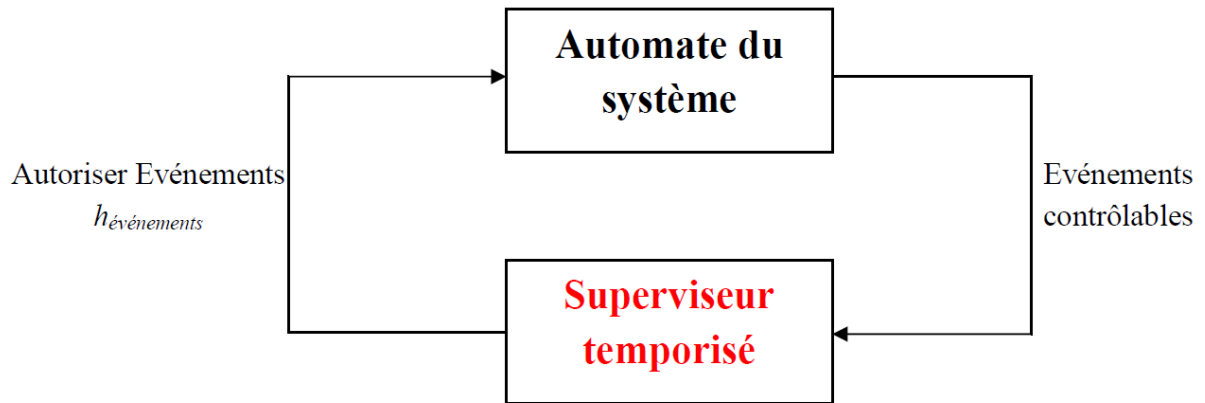 Automate du
système
Autoriser Evénements
hévénements
Evénements
contrôlables
Superviseur
temporisé